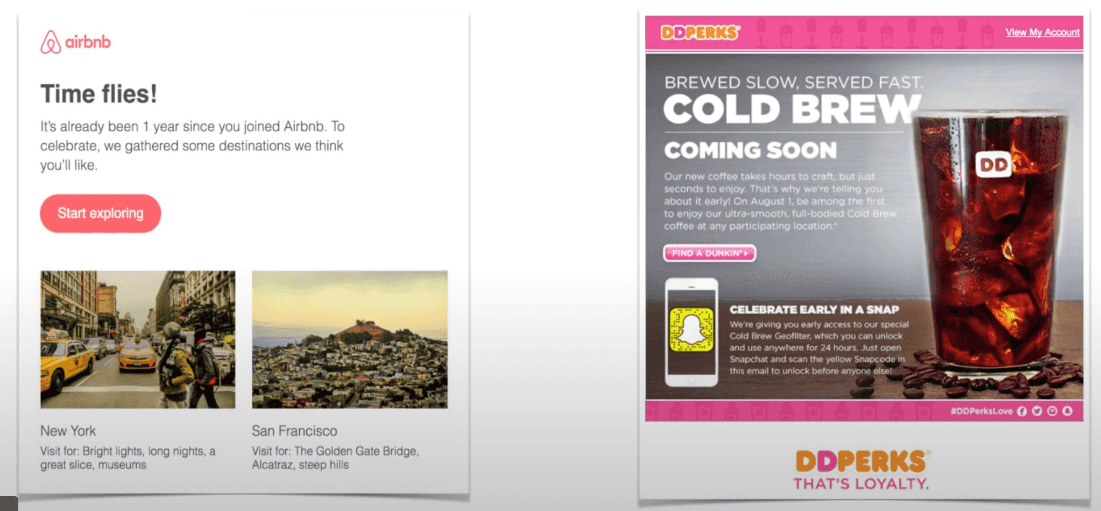 airbnb
Time flies!
It's already been 1 year since you joined Airbnb. To
celebrate, we gathered some destinations we think
you'll like.
Start exploring
New York
Visit for: Bright lights, long nights, a
great slice, museums
San Francisco
Visit for: The Golden Gate Bridge,
Alcatraz, steep hills
DDPERKS®
View My Account
BREWED SLOW, SERVED FAST.
COLD BREW
COMING SOON
Our new coffee takes hours to craft, but just
seconds to enjoy. That's why we're telling you
about it early! On August 1, be among the first
to enjoy our ultra-smooth, full-bodied Cold Brew
coffee at any participating location.*
FIND A DUNKIN' >
DD
CELEBRATE EARLY IN A SNAP
We're giving you early access to our special
Cold Brew Geofilter, which you can unlock
and use anywhere for 24 hours. Just open
Snapchat and scan the yellow Snapcode in
this email to unlock before anyone else!
#DDPerksLove
DDPERKS®
THAT'S LOYALTY.